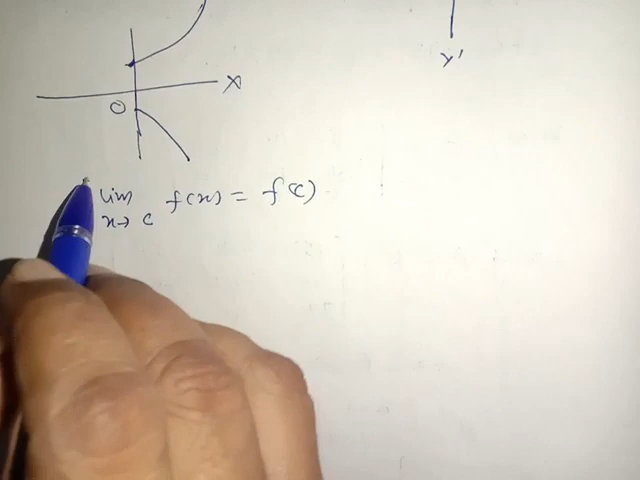 X
O
Y'
lim f(x) = f(c)
x→ c